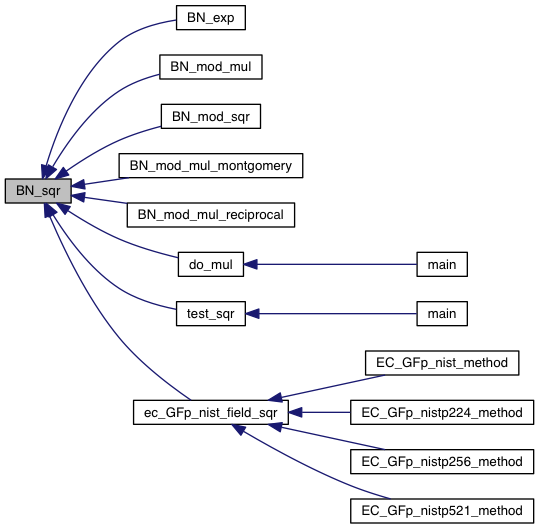 BN_exp
BN_mod_mul
BN_mod_sqr
BN_mod_mul_montgomery
BN_sqr
BN_mod_mul_reciprocal
do_mul
main
test_sqr
main
EC_GFp_nist_method
ec_GFp_nist_field_sqr
EC_GFp_nistp224_method
EC_GFp_nistp256_method
EC_GFp_nistp521_method